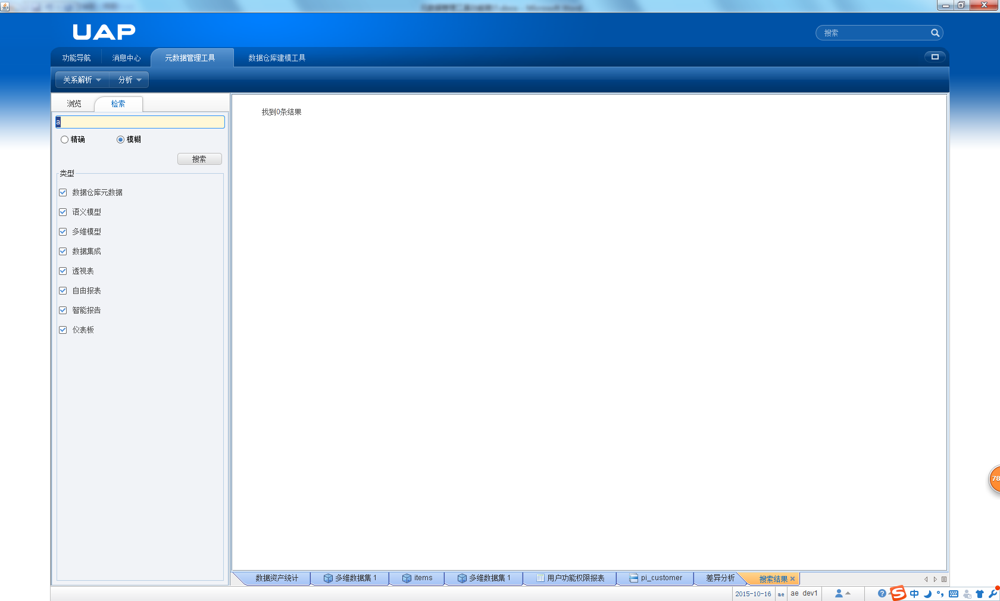 UAP
搜索
功能导航 消息中心 元数据管理工具 数据仓库建模工具
关系解析 分析
浏览 检索
找到0条结果
a
精确 模糊
搜索
类型
数据仓库元数据
语义模型
多维模型
数据集成
透视表
自由报表
智能报告
仪表板
78
数据资产统计 多维数据集 1 items 多维数据集 1 用户功能权限报表 pi_customer 差异分析 搜索结果
2015-10-16 ae ae dev1 中